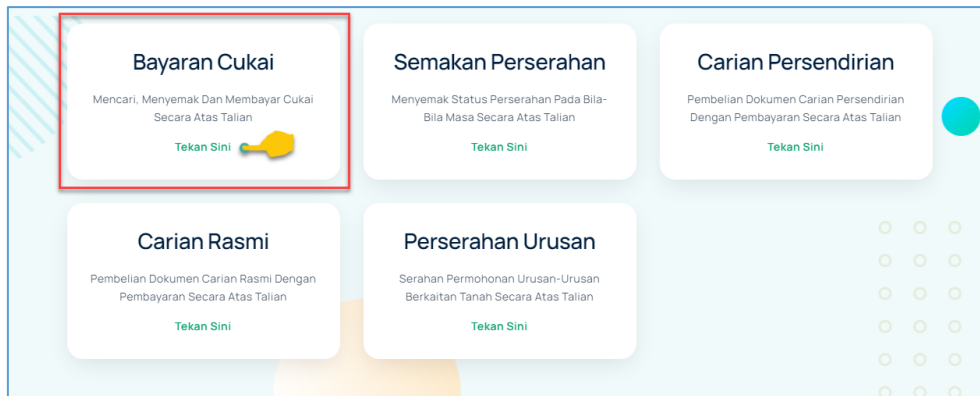 Bayaran Cukai
Mencari, Menyemak Dan Membayar Cukai
Secara Atas Talian
Tekan Sini
Semakan Perserahan
Menyemak Status Perserahan Pada Bila-
Bila Masa Secara Atas Talian
Tekan Sini
Carian Persendirian
Pembelian Dokumen Carian Persendirian
Dengan Pembayaran Secara Atas Talian
Tekan Sini
Carian Rasmi
Pembelian Dokumen Carian Rasmi Dengan
Pembayaran Secara Atas Talian
Tekan Sini
Perserahan Urusan
Serahan Permohonan Urusan-Urusan
Berkaitan Tanah Secara Atas Talian
Tekan Sini